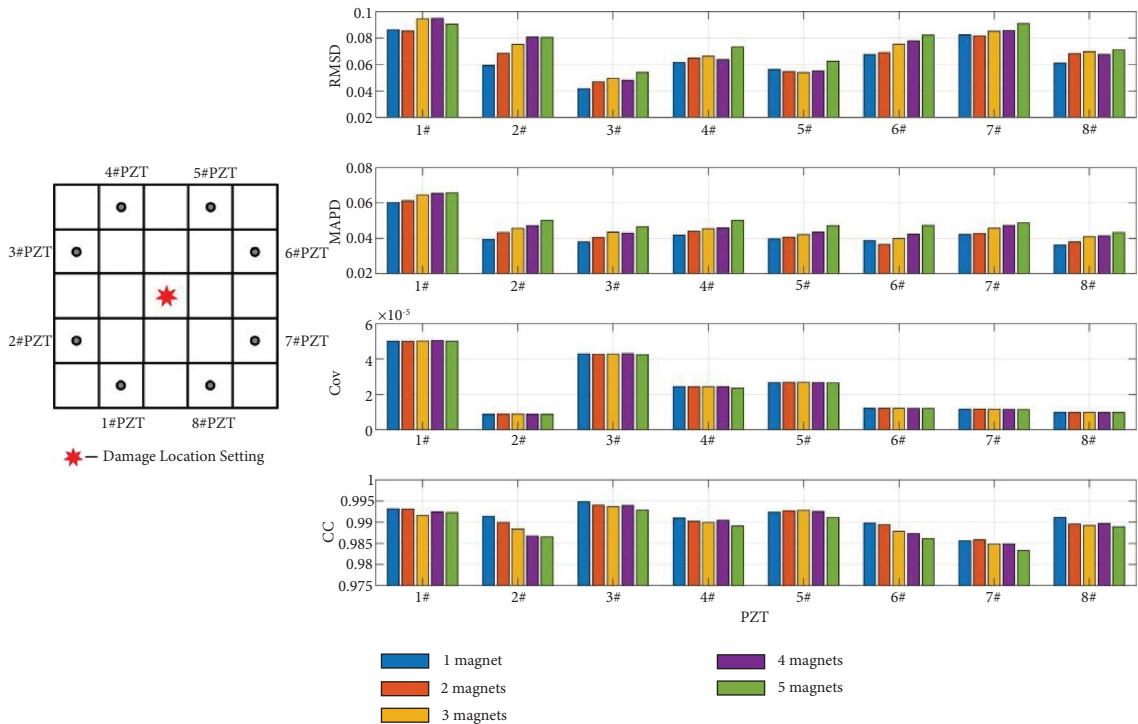 4#PZT 5#PZT
3#PZT 6#PZT
2#PZT 7#PZT
1#PZT 8#PZT
— Damage Location Setting
RMSD
0.1
0.08
0.06
0.04
0.02
1# 2# 3# 4# 5# 6# 7# 8#
MAPD
0.08
0.06
0.04
0.02
1# 2# 3# 4# 5# 6# 7# 8#
Cov
×10⁻⁵
6
4
2
0
1# 2# 3# 4# 5# 6# 7# 8#
CC
1
0.995
0.99
0.985
0.98
0.975
1# 2# 3# 4# 5# 6# 7# 8#
PZT
1 magnet
2 magnets
3 magnets
4 magnets
5 magnets